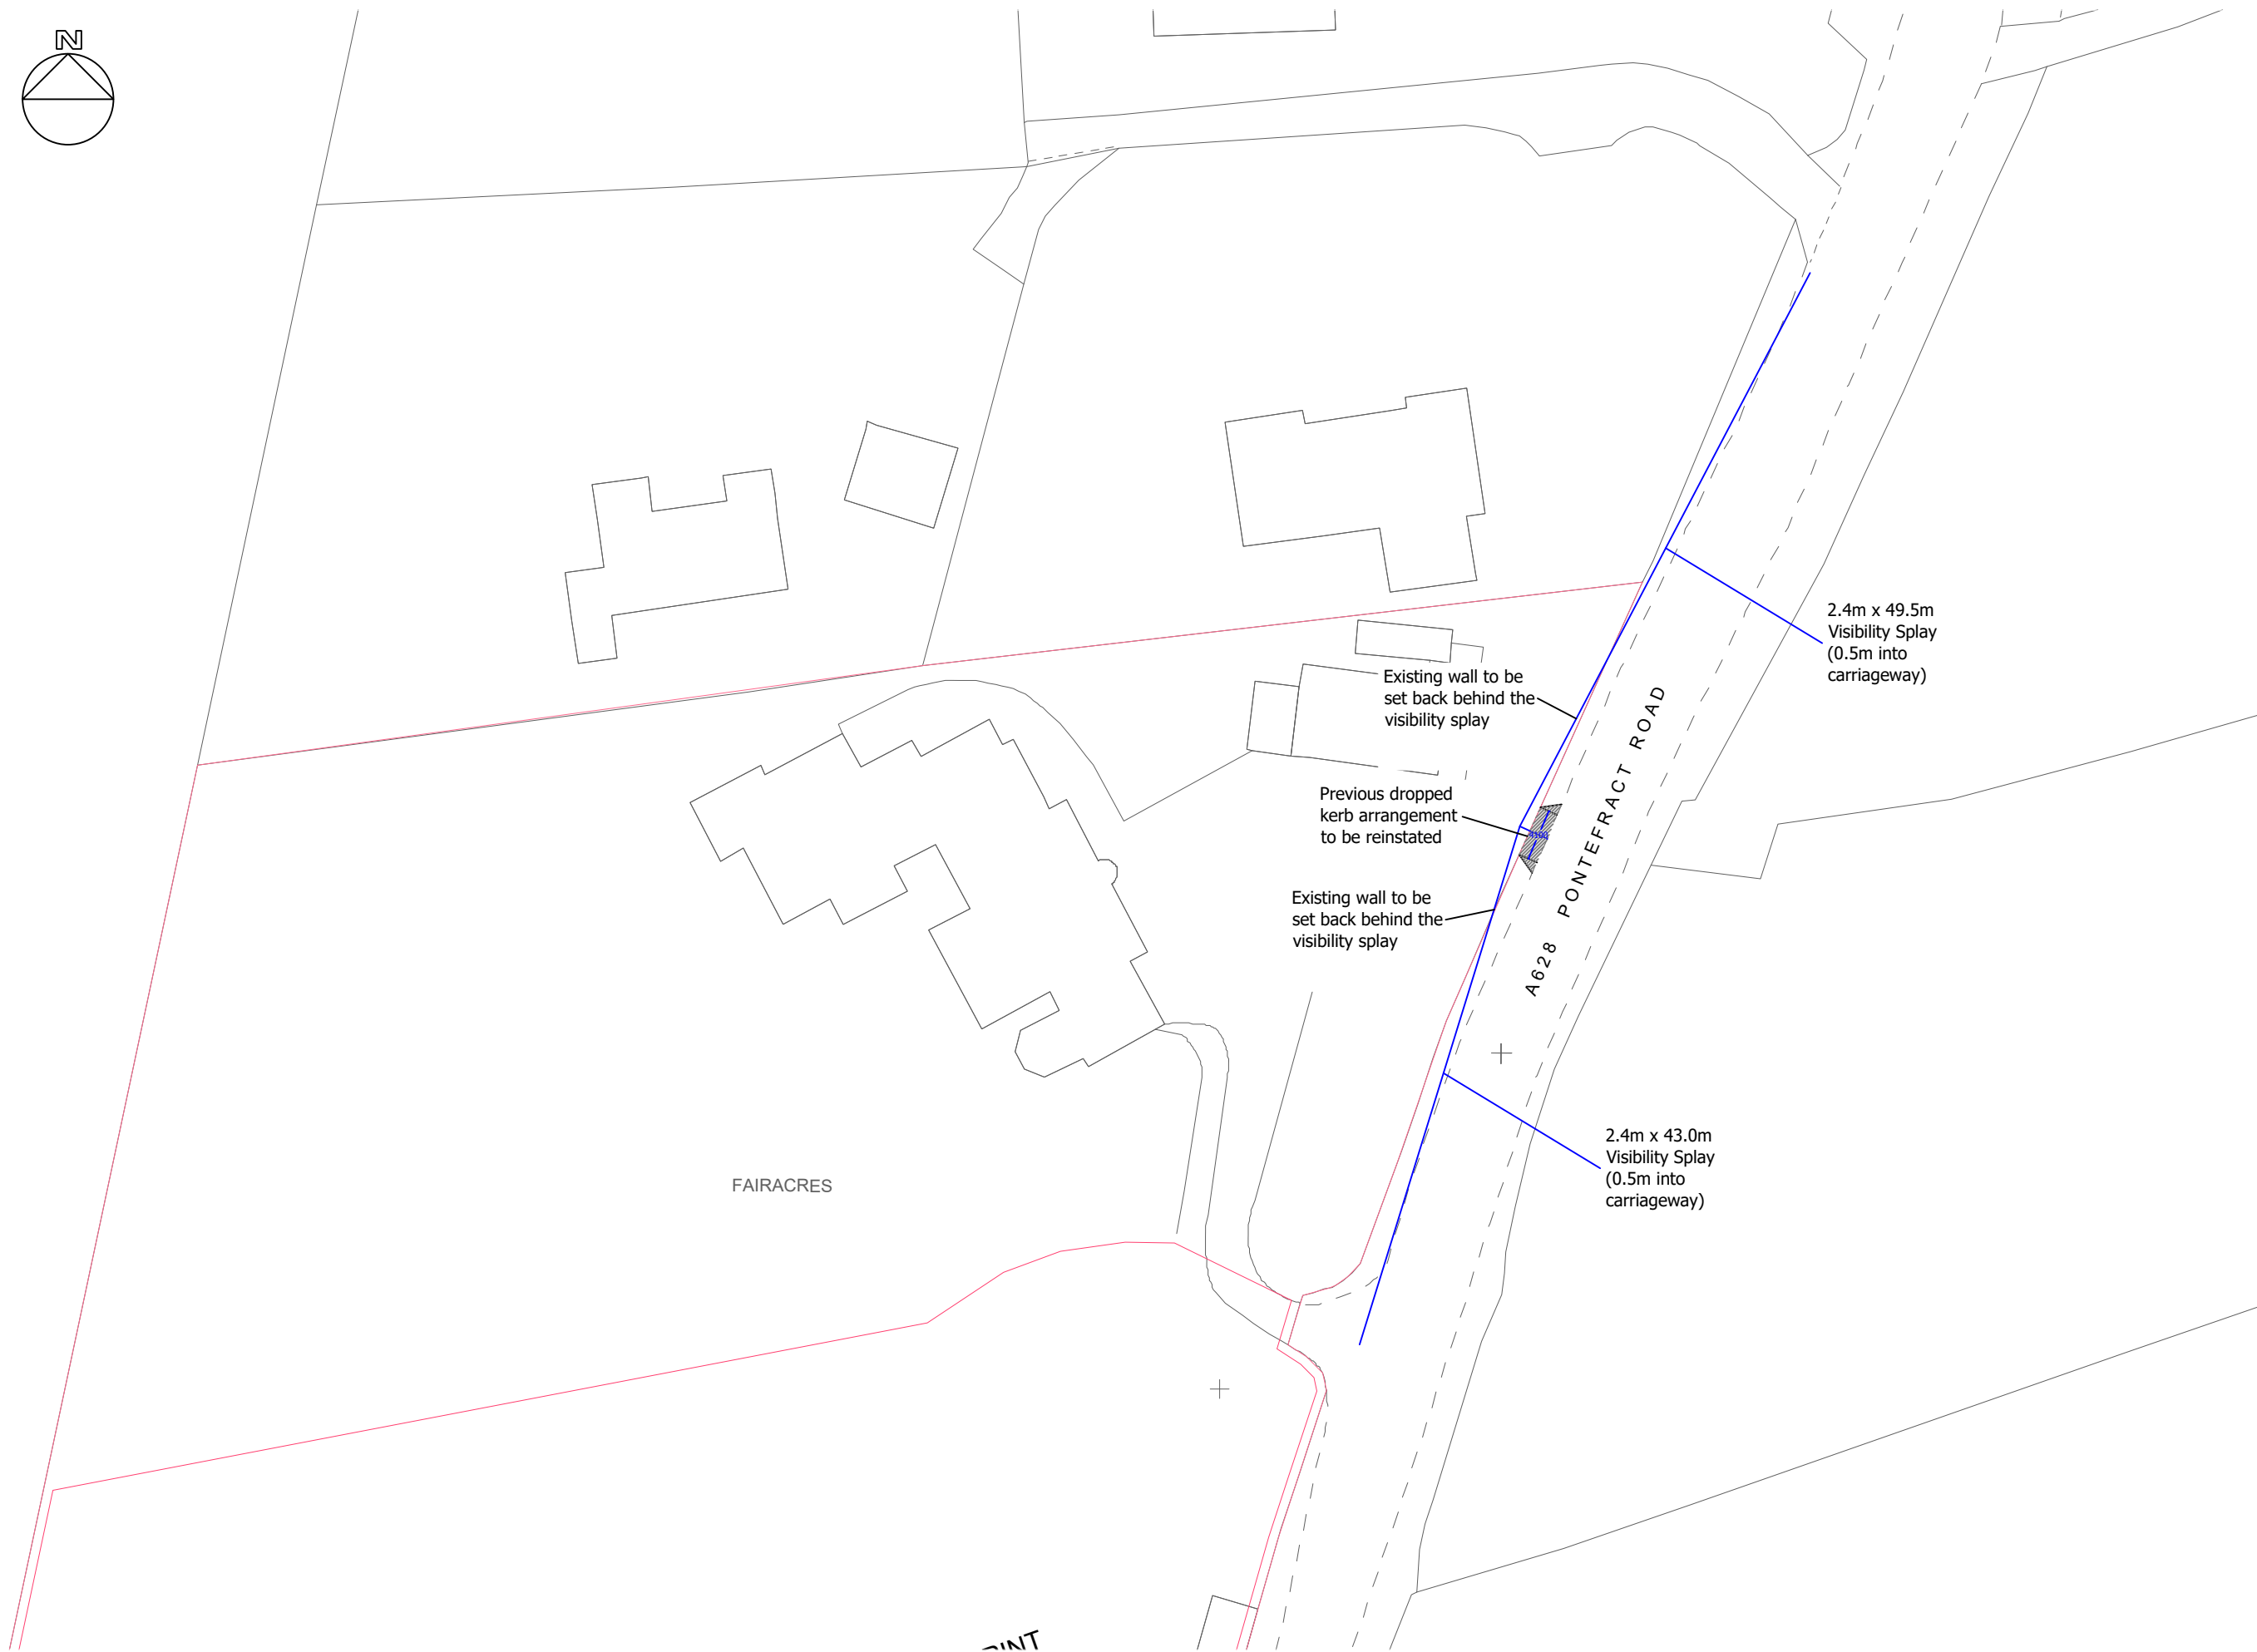 N
2.4m x 49.5m
Visibility Splay
(0.5m into
carriageway)
Existing wall to be
set back behind the
visibility splay
A628 PONTEFRACT ROAD
Previous dropped
kerb arrangement
to be reinstated
Existing wall to be
set back behind the
visibility splay
2.4m x 43.0m
Visibility Splay
(0.5m into
carriageway)
FAIRACRES